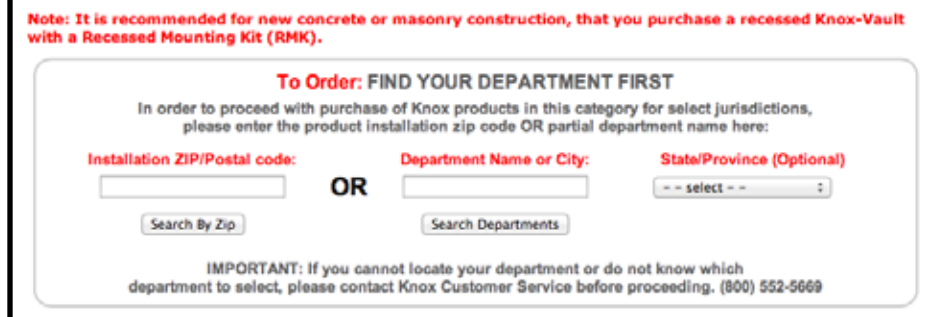 Note: It is recommended for new concrete or masonry construction, that you purchase a recessed Knox-Vault
with a Recessed Mounting Kit (RMK).
To Order: FIND YOUR DEPARTMENT FIRST
In order to proceed with purchase of Knox products in this category for select jurisdictions,
please enter the product installation zip code OR partial department name here:
Installation ZIP/Postal code:
OR
Department Name or City:
State/Province (Optional)
- - select - -
Search By Zip
Search Departments
IMPORTANT: If you cannot locate your department or do not know which
department to select, please contact Knox Customer Service before proceeding. (800) 552-5669